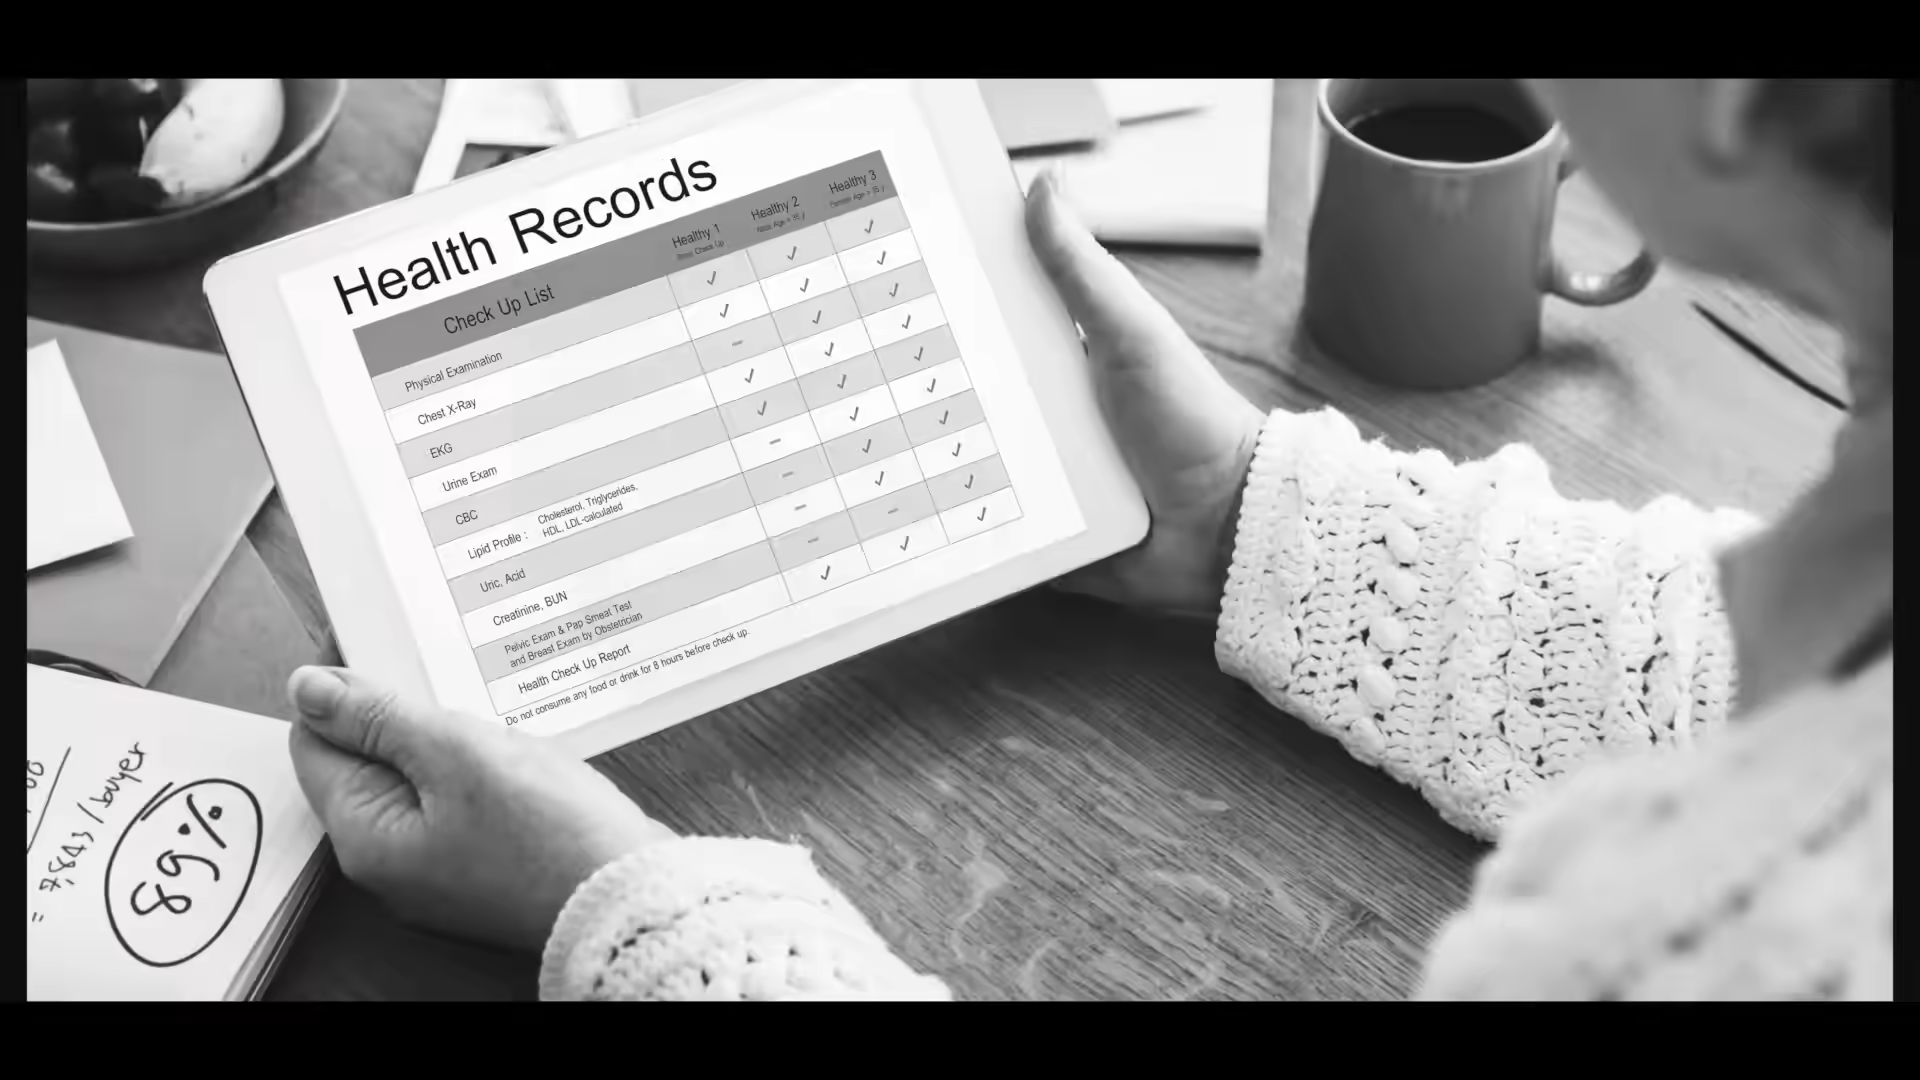 Health Records
Check Up List
Healthy 1
Healthy 2
Healthy 3
Physical Examination
Chest X-Ray
EKG
Urine Exam
CBC
Lipid Profile : Cholesterol, Triglycerides,
HDL, LDL-calculated
Uric, Acid
Creatinine, BUN
Pelvic Exam & Pap Smeat Test
and Breast Exam by Obstetrician
Health Check Up Report
Do not consume any food or drink for 8 hours before check up.
= 7,843 / buyer
89%